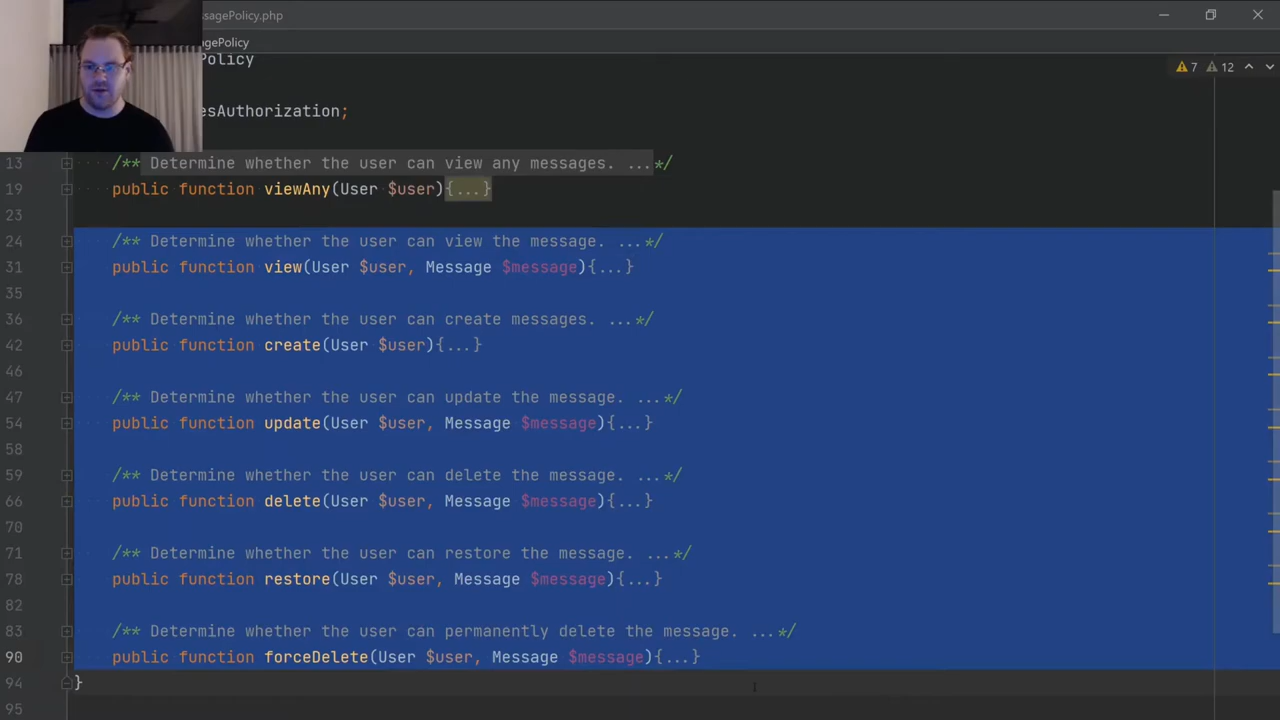 ssagePolicy.php
agePolicy
Policy
7 12
esAuthorization;
13 /** Determine whether the user can view any messages. ...*/
19 public function viewAny(User $user){...}
23
24 /** Determine whether the user can view the message. ...*/
31 public function view(User $user, Message $message){...}
35
36 /** Determine whether the user can create messages. ...*/
42 public function create(User $user){...}
46
47 /** Determine whether the user can update the message. ...*/
54 public function update(User $user, Message $message){...}
58
59 /** Determine whether the user can delete the message. ...*/
66 public function delete(User $user, Message $message){...}
70
71 /** Determine whether the user can restore the message. ...*/
78 public function restore(User $user, Message $message){...}
82
83 /** Determine whether the user can permanently delete the message. ...*/
90 public function forceDelete(User $user, Message $message){...}
94 }
95